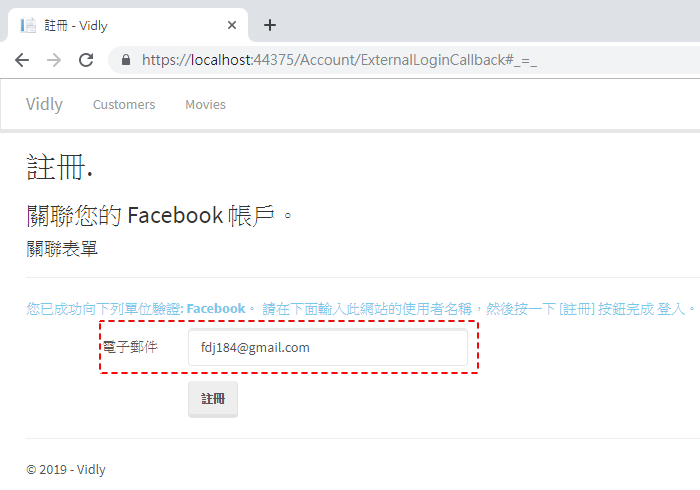 註冊 - Vidly
https://localhost:44375/Account/ExternalLoginCallback#_=_
Vidly Customers Movies
註冊.
關聯您的 Facebook 帳戶。
關聯表單
您已成功向下列單位驗證: Facebook。 請在下面輸入此網站的使用者名稱，然後按一下 [註冊] 按鈕完成 登入。
電子郵件 fdj184@gmail.com
註冊
© 2019 - Vidly